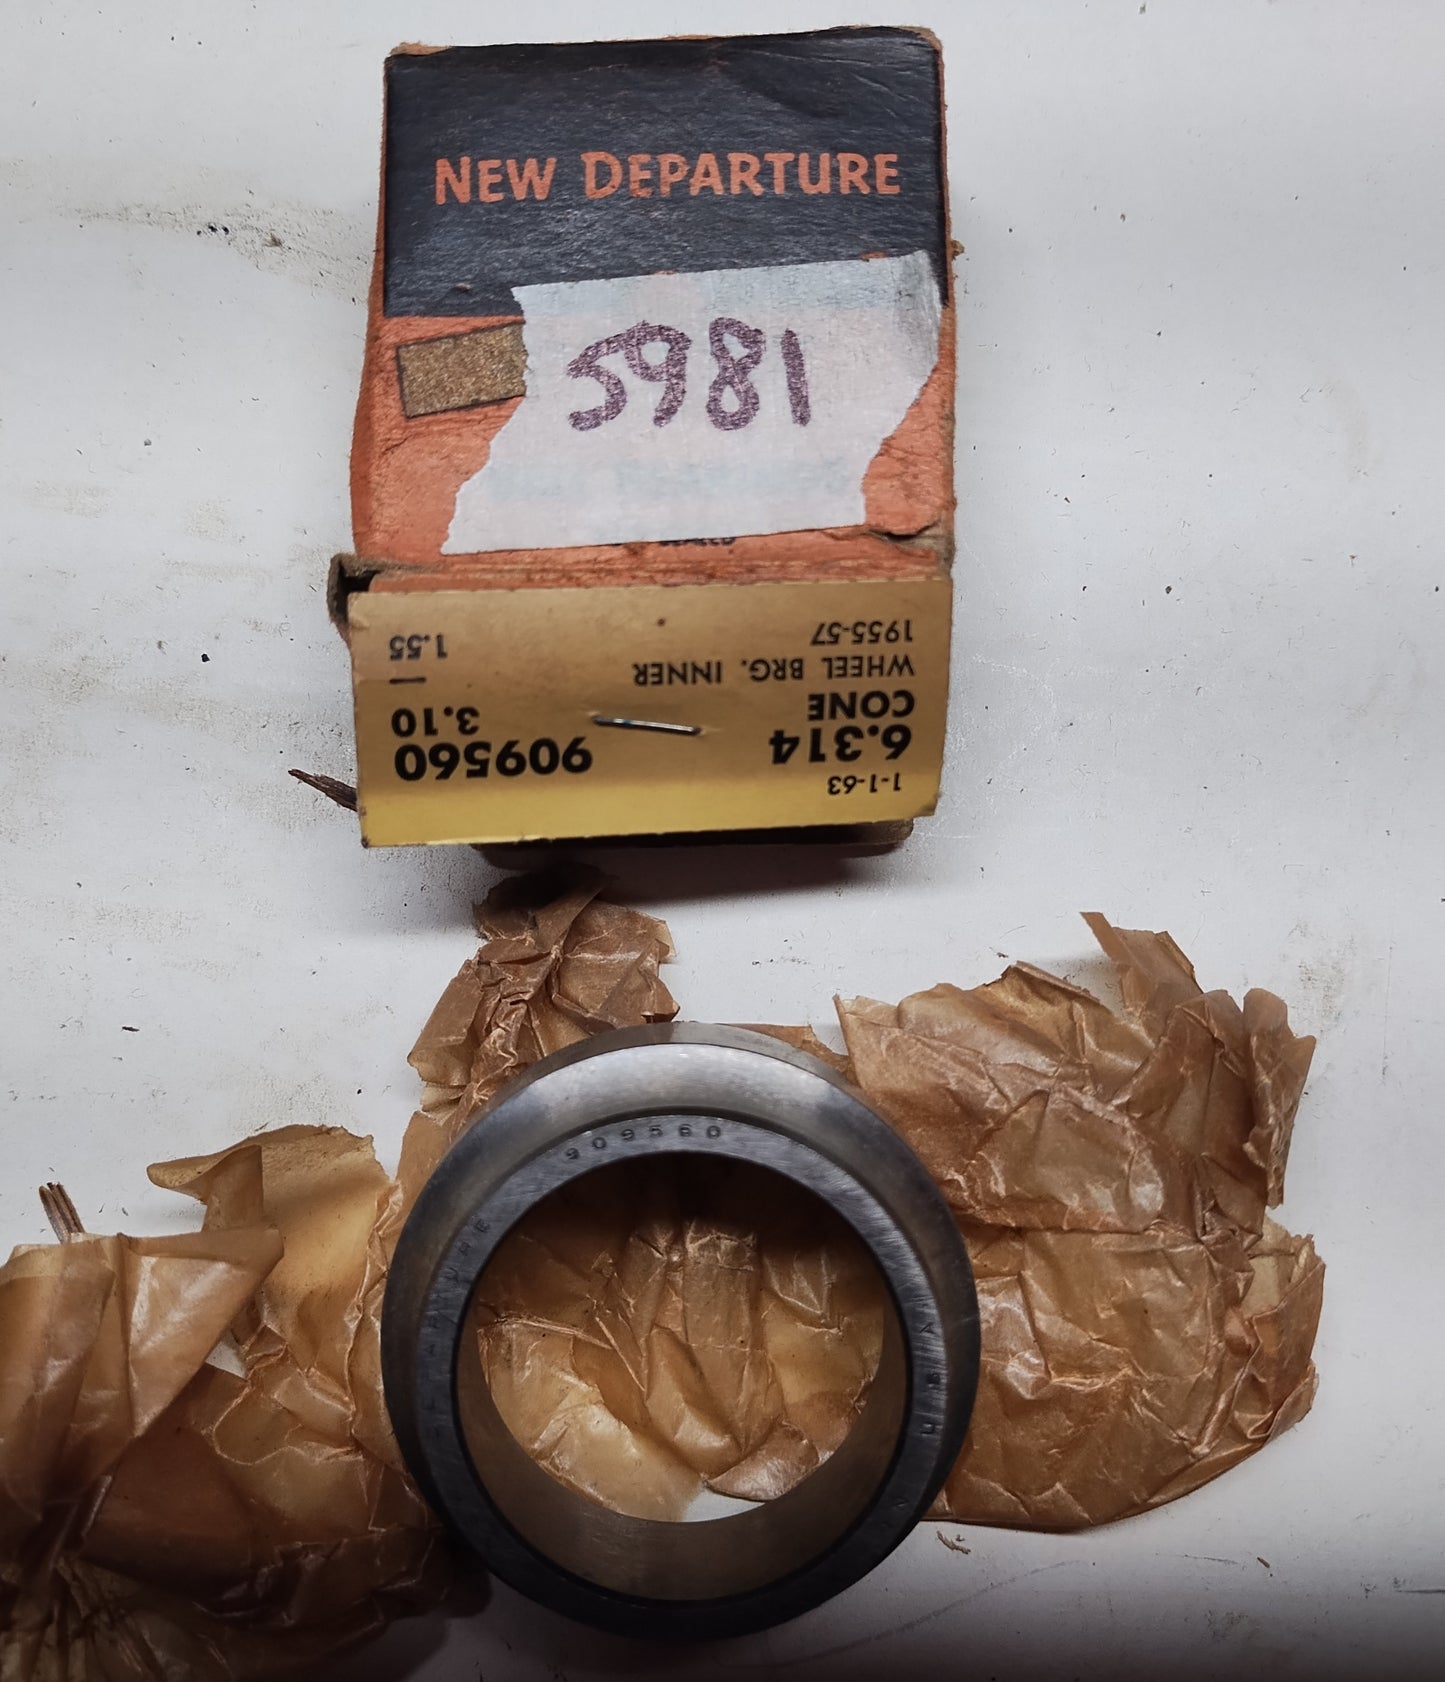 NEW DEPARTURE
5981
1-1-63
6.314 909560
CONE 3.10
WHEEL BRG. INNER
1955-57 1.55
909560